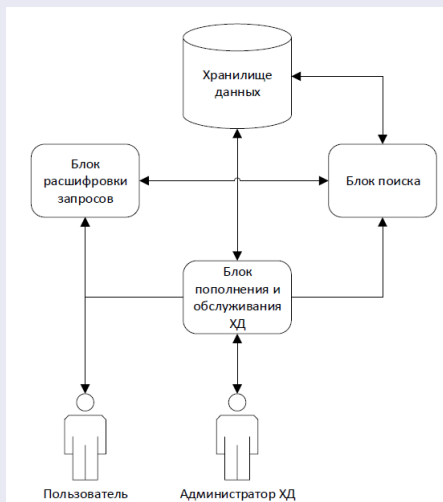 Хранилище
данных
Блок
расшифровки
запросов
Блок поиска
Блок
пополнения и
обслуживания
ХД
Пользователь
Администратор ХД